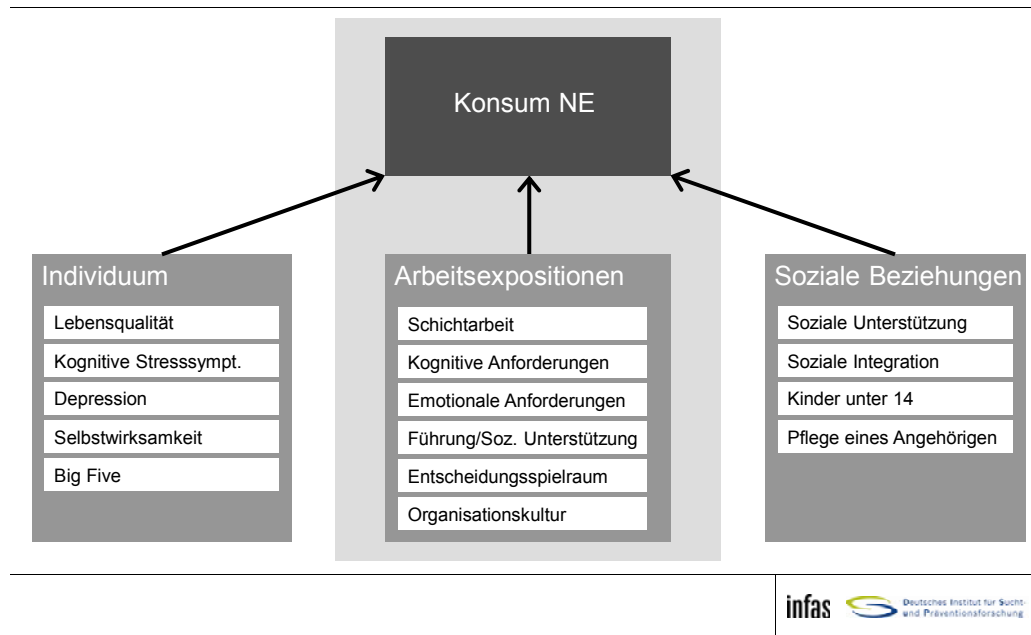 Konsum NE
Individuum
Lebensqualität
Kognitive Stresssympt.
Depression
Selbstwirksamkeit
Big Five
Arbeitsexpositionen
Schichtarbeit
Kognitive Anforderungen
Emotionale Anforderungen
Führung/Soz. Unterstützung
Entscheidungsspielraum
Organisationskultur
Soziale Beziehungen
Soziale Unterstützung
Soziale Integration
Kinder unter 14
Pflege eines Angehörigen
infas
Deutsches Institut für Sucht-
und Präventionsforschung